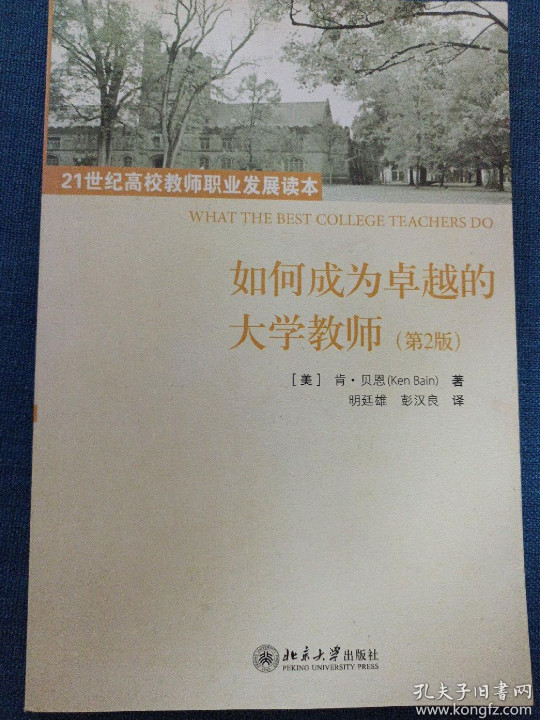 21世纪高校教师职业发展读本
WHAT THE BEST COLLEGE TEACHERS DO
如何成为卓越的
大学教师（第2版）
［美］ 肯·贝恩(Ken Bain) 著
明廷雄 彭汉良 译
北京大学出版社
PEKING UNIVERSITY PRESS
孔夫子旧书网
www.kongfz.com